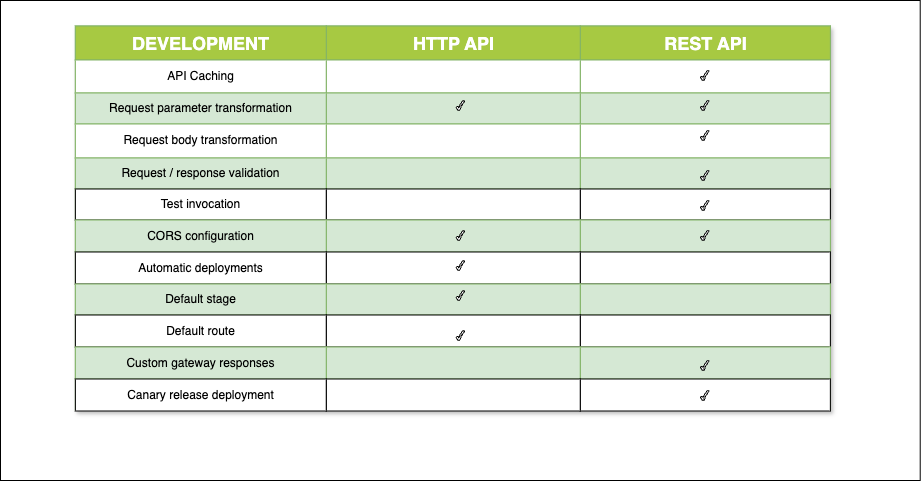 DEVELOPMENT HTTP API REST API
API Caching ✓
Request parameter transformation ✓ ✓
Request body transformation ✓
Request / response validation ✓
Test invocation ✓
CORS configuration ✓ ✓
Automatic deployments ✓
Default stage ✓
Default route ✓
Custom gateway responses ✓
Canary release deployment ✓